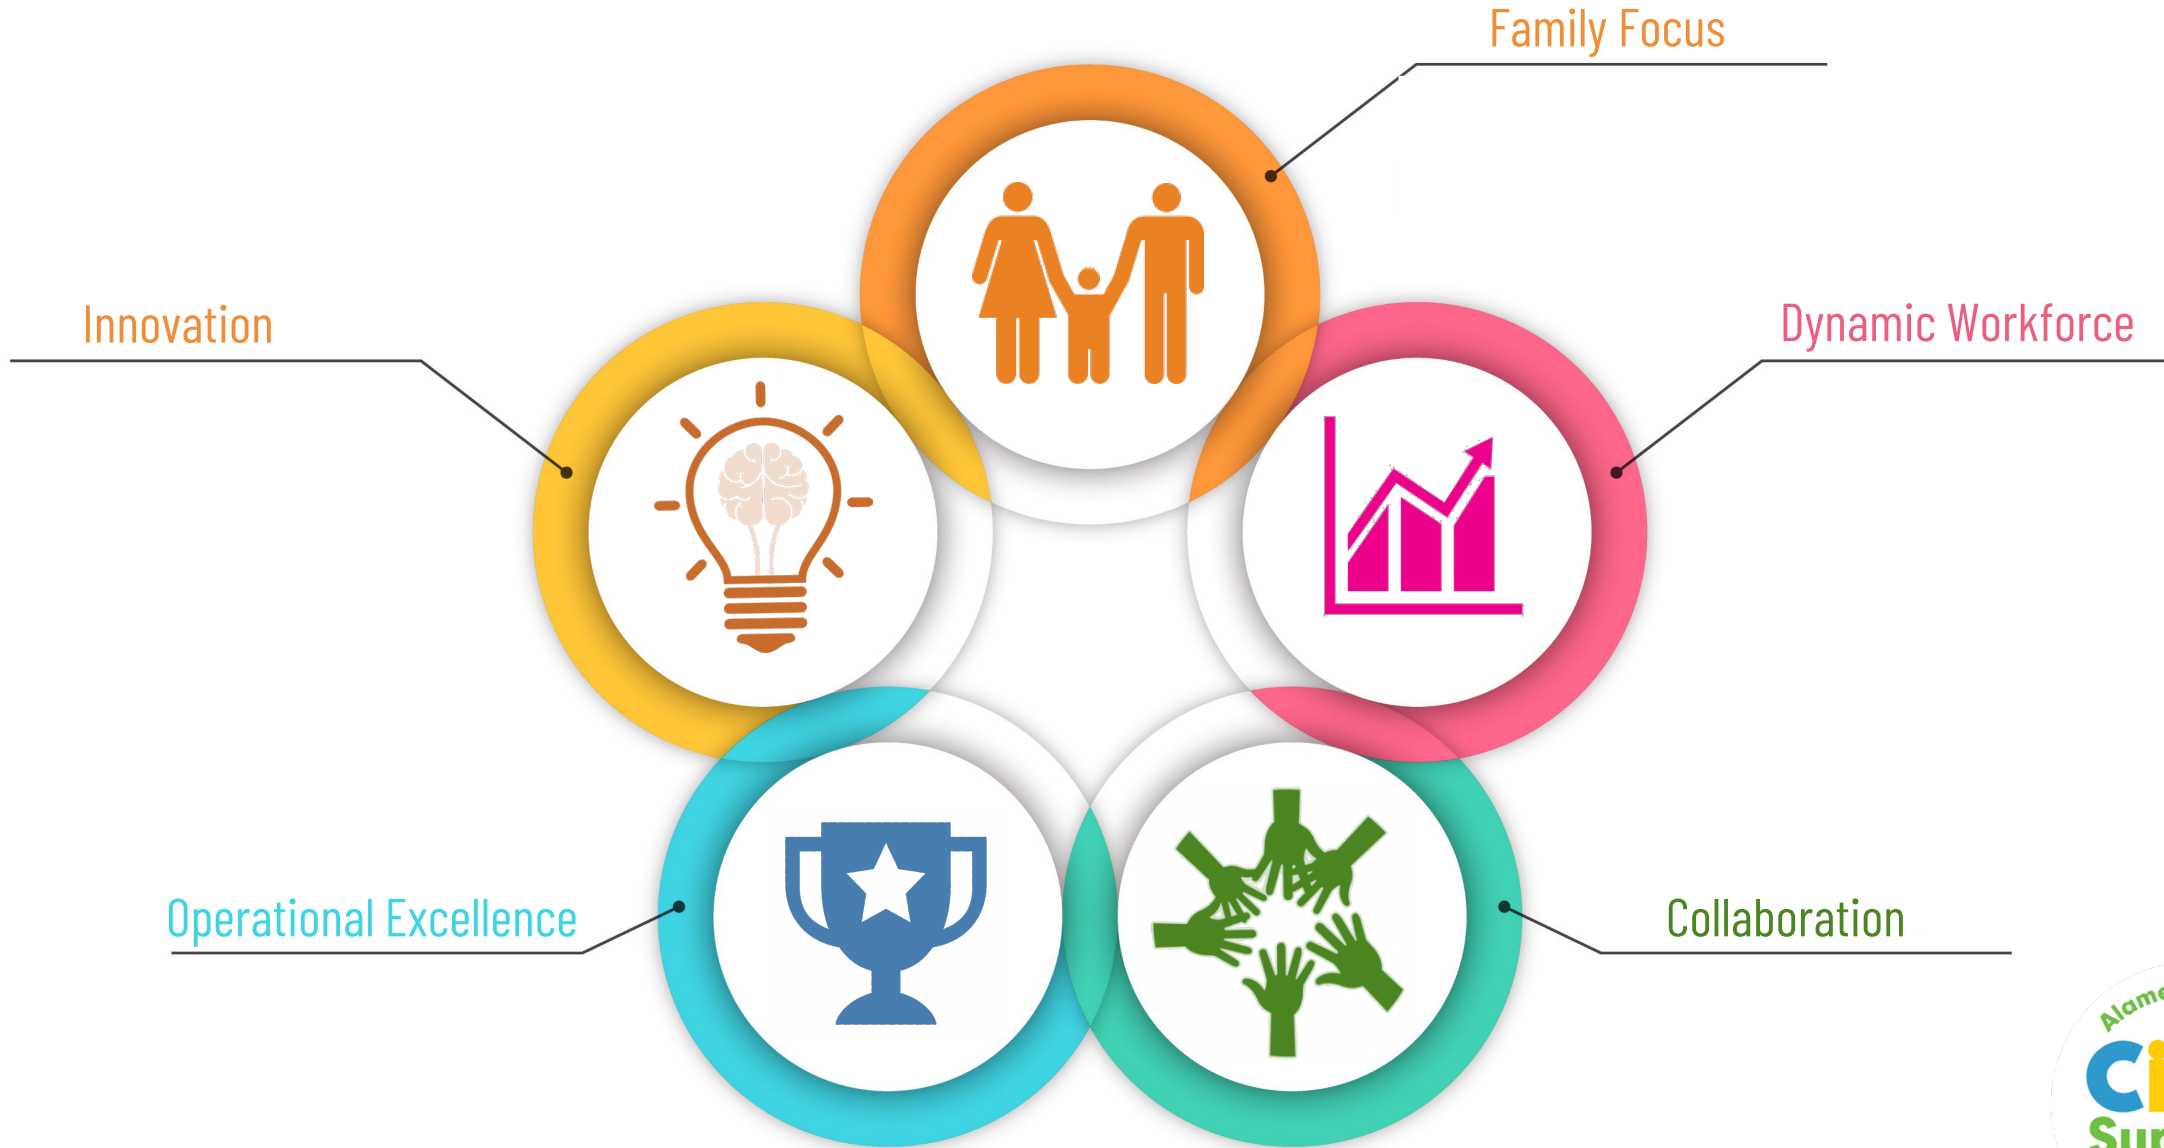 Family Focus
Innovation
Dynamic Workforce
Operational Excellence
Collaboration